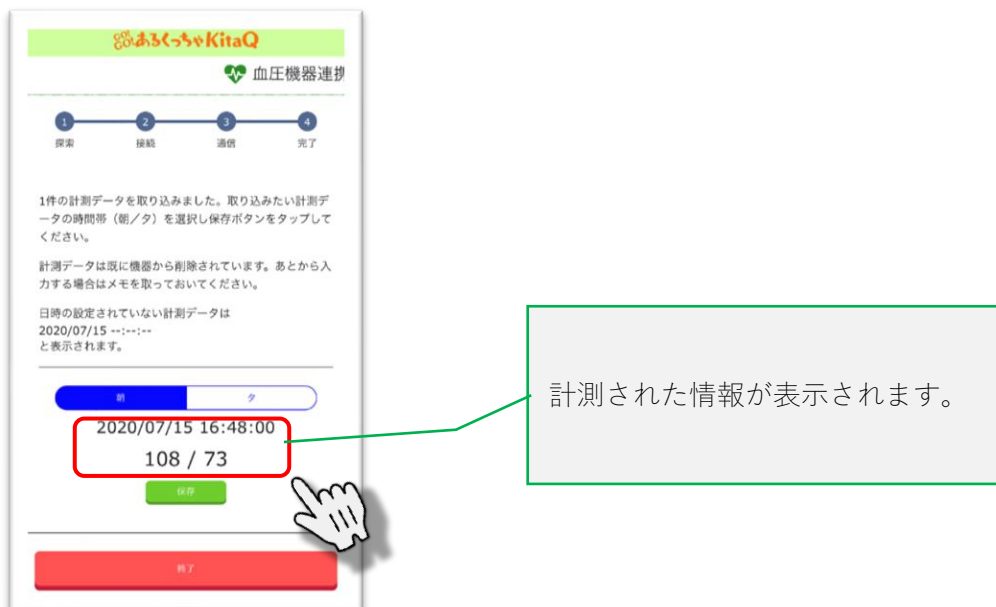 GO!GO!あるくっちゃKitaQ
血圧機器連携
1 2 3 4
探索 接続 通信 完了
1件の計測データを取り込みました。取り込みたい計測デ
ータの時間帯（朝／夕）を選択し保存ボタンをタップして
ください。
計測データは既に機器から削除されています。あとから入
力する場合はメモを取っておいてください。
日時の設定されていない計測データは
2020/07/15 --:--:--
と表示されます。
朝 夕
2020/07/15 16:48:00
108 / 73
保存
終了
計測された情報が表示されます。